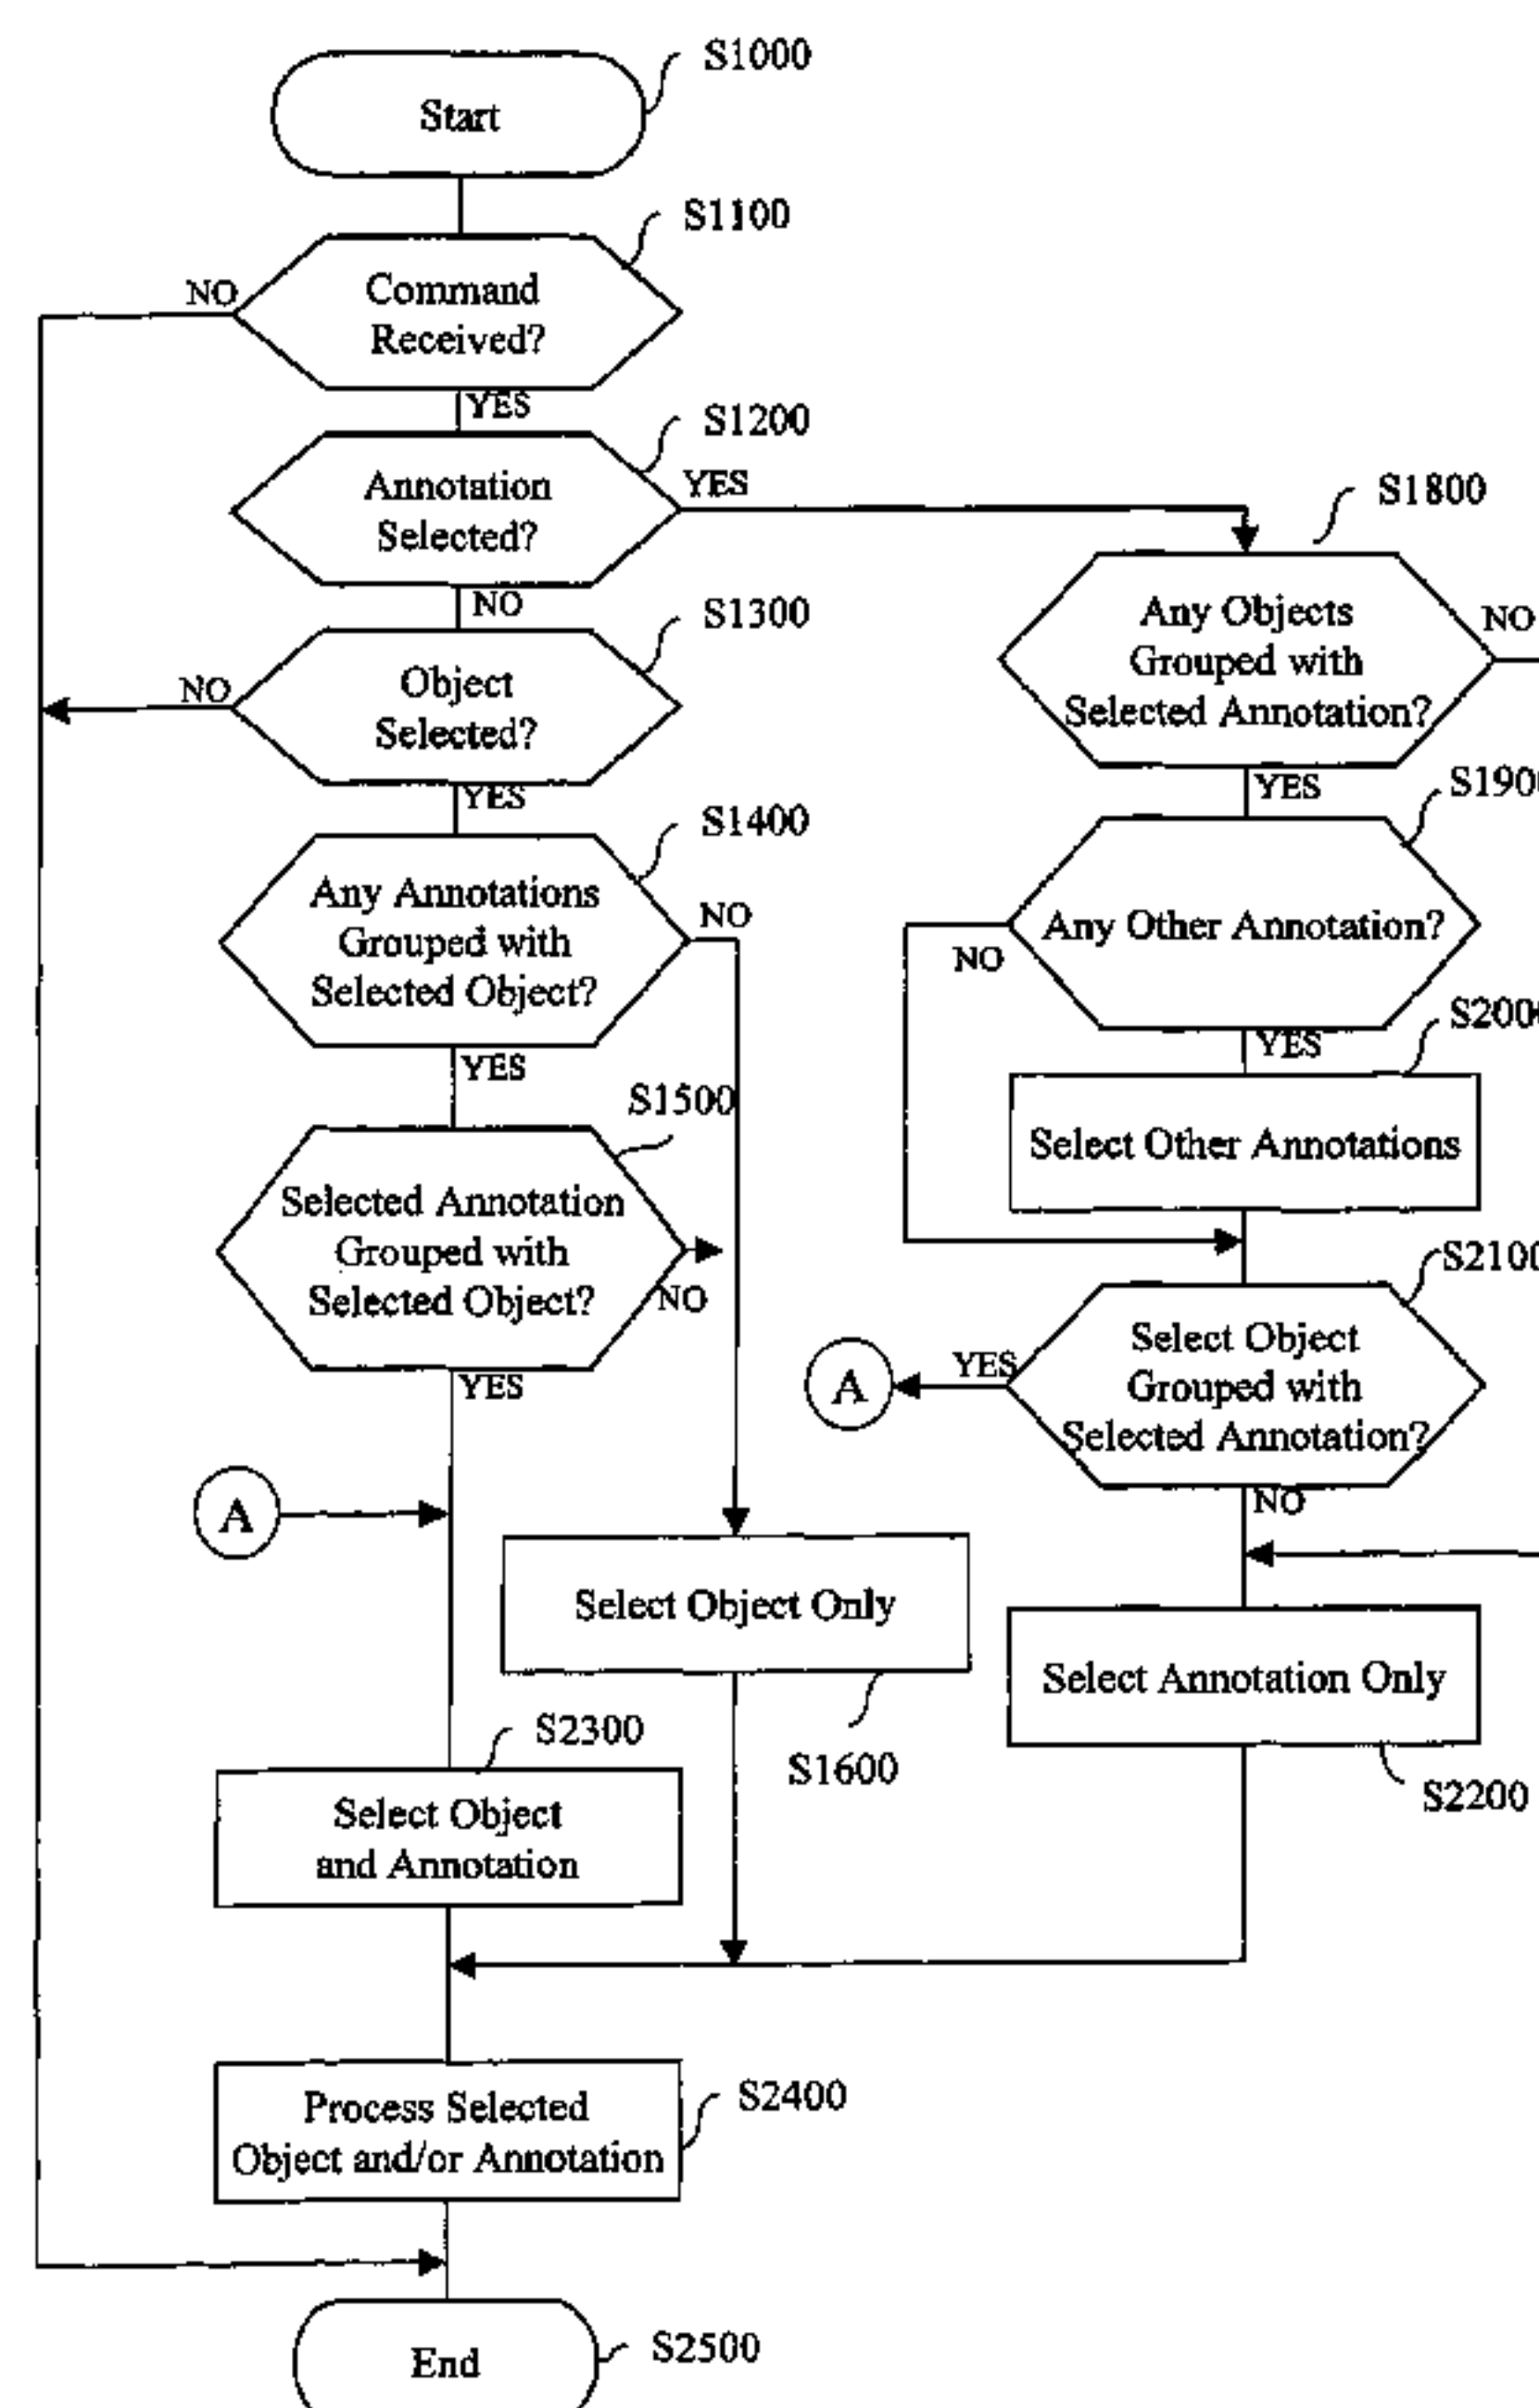 S1000
Start
S1100
NO
Command
Received?
YES
S1200
Annotation
Selected?
YES
NO
S1300
NO
Object
Selected?
YES
S1400
Any Annotations
Grouped with
Selected Object?
NO
YES
S1500
Selected Annotation
Grouped with
Selected Object?
NO
YES
A
S1800
Any Objects
Grouped with
Selected Annotation?
NO
YES
S1900
Any Other Annotation?
NO
YES
S2000
Select Other Annotations
S2100
Select Object
Grouped with
Selected Annotation?
YES
A
NO
Select Object Only
S1600
Select Annotation Only
S2200
S2300
Select Object
and Annotation
Process Selected
Object and/or Annotation
S2400
End
S2500